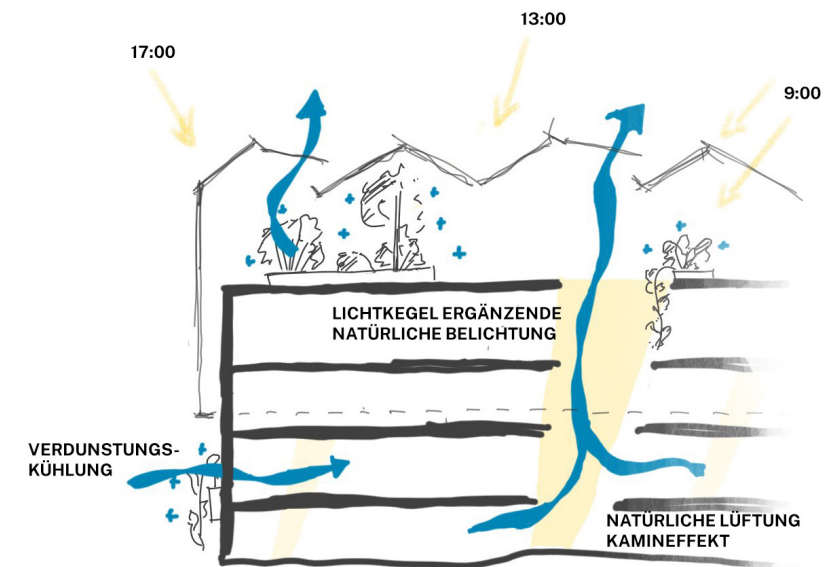 13:00
17:00
9:00
LICHTKEGEL ERGÄNZENDE
NATÜRLICHE BELICHTUNG
VERDUNSTUNGS-
KÜHLUNG
NATÜRLICHE LÜFTUNG
KAMINEFFEKT